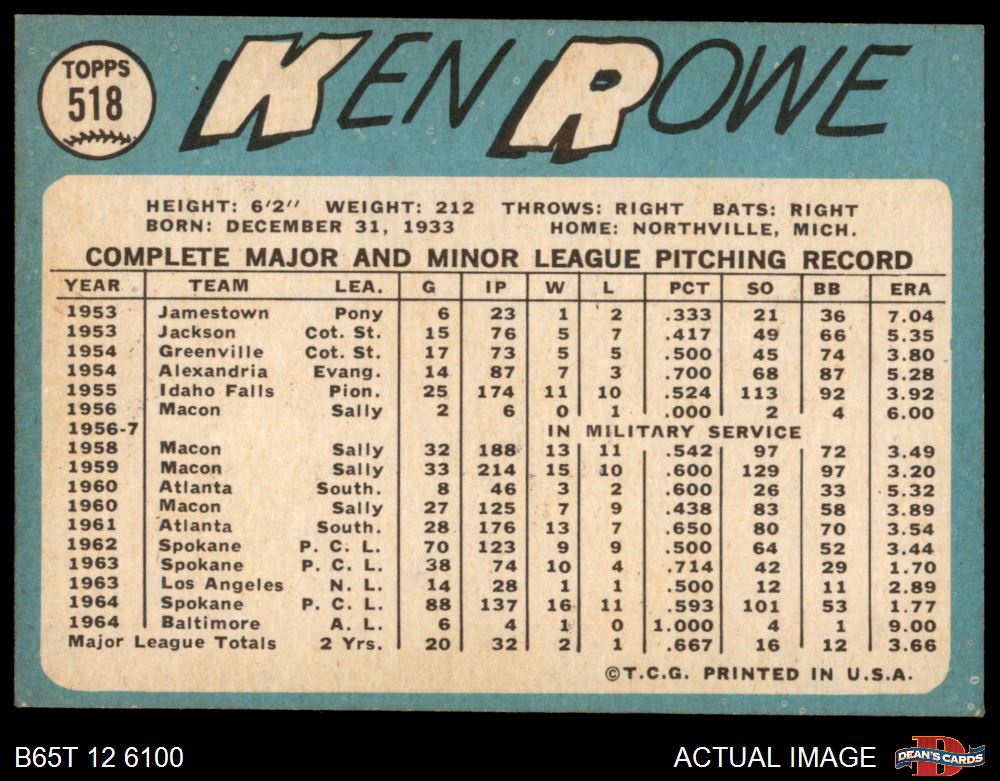 TOPPS
518
KEN ROWE
HEIGHT: 6'2" WEIGHT: 212 THROWS: RIGHT BATS: RIGHT
BORN: DECEMBER 31, 1933 HOME: NORTHVILLE, MICH.
COMPLETE MAJOR AND MINOR LEAGUE PITCHING RECORD
YEAR TEAM LEA. G IP W L PCT SO BB ERA
1953 Jamestown Pony 6 23 1 2 .333 21 36 7.04
1953 Jackson Cot. St. 15 76 5 7 .417 49 66 5.35
1954 Greenville Cot. St. 17 73 5 5 .500 45 74 3.80
1954 Alexandria Evang. 14 87 7 3 .700 68 87 5.28
1955 Idaho Falls Pion. 25 174 11 10 .524 113 92 3.92
1956 Macon Sally 2 6 0 1 .000 2 4 6.00
1956-7 IN MILITARY SERVICE
1958 Macon Sally 32 188 13 11 .542 97 72 3.49
1959 Macon Sally 33 214 15 10 .600 129 97 3.20
1960 Atlanta South. 8 46 3 2 .600 26 33 5.32
1960 Macon Sally 27 125 7 9 .438 83 58 3.89
1961 Atlanta South. 28 176 13 7 .650 80 70 3.54
1962 Spokane P. C. L. 70 123 9 9 .500 64 52 3.44
1963 Spokane P. C. L. 38 74 10 4 .714 42 29 1.70
1963 Los Angeles N. L. 14 28 1 1 .500 12 11 2.89
1964 Spokane P. C. L. 88 137 16 11 .593 101 53 1.77
1964 Baltimore A. L. 6 4 1 0 1.000 4 1 9.00
Major League Totals 2 Yrs. 20 32 2 1 .667 16 12 3.66
©T.C.G. PRINTED IN U.S.A.
B65T 12 6100 ACTUAL IMAGE DEAN'S CARDS